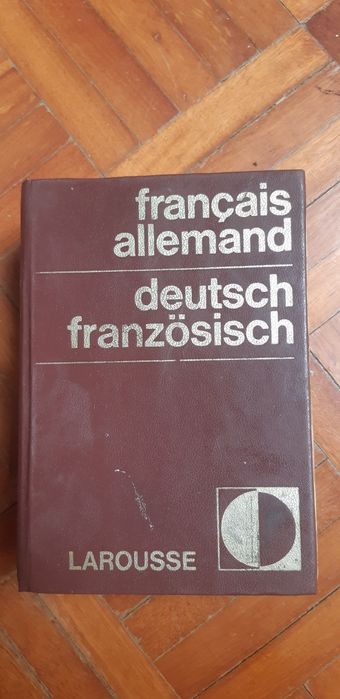 français
allemand
deutsch
französisch
LAROUSSE